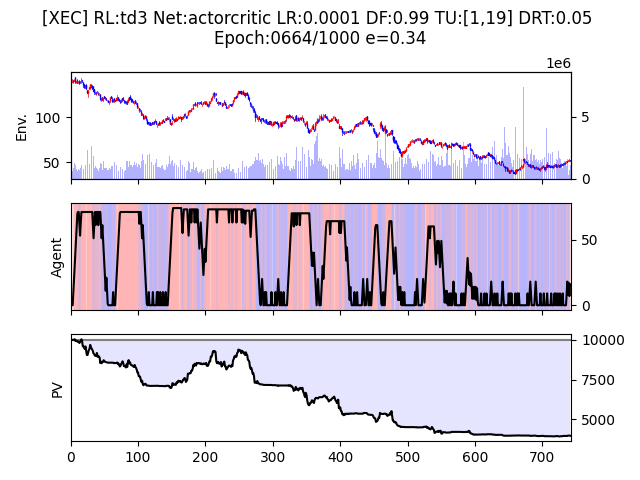 [XEC] RL:td3 Net:actorcritic LR:0.0001 DF:0.99 TU:[1,19] DRT:0.05
Epoch:0664/1000 e=0.34
1e6
Env.
100
50
5
0
Agent
50
0
PV
10000
7500
5000
0 100 200 300 400 500 600 700